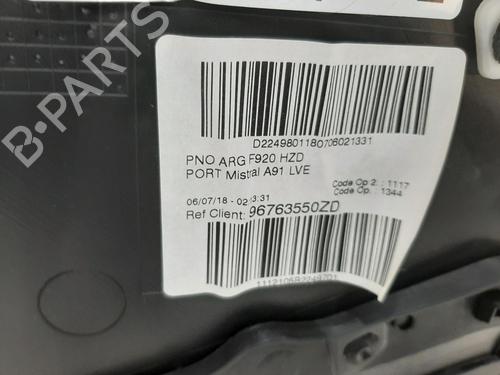 B-PARTS
D2249801180706021331
PNO ARG F920 HZD
PORT Mistral A91 LVE
Code Op 2. : 1117
Code Op. : 1344
06/07/18 - 02 3:31
Ref Client: 96763550ZD